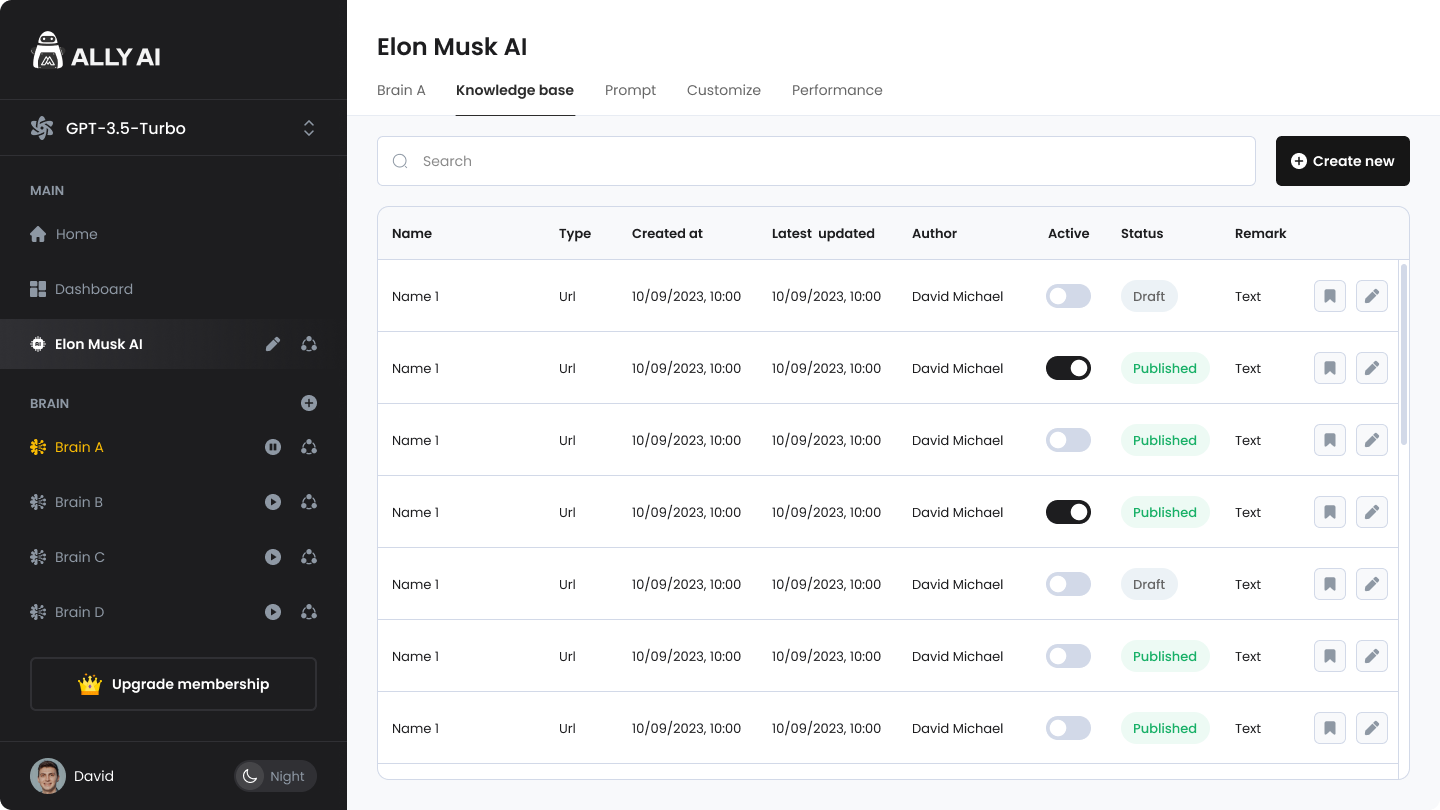 ALLY AI
GPT-3.5-Turbo
MAIN
Home
Dashboard
Elon Musk AI
BRAIN
Brain A
Brain B
Brain C
Brain D
Upgrade membership
David
Night
Elon Musk AI
Brain A Knowledge base Prompt Customize Performance
Search
Create new
Name Type Created at Latest updated Author Active Status Remark
Name 1 Url 10/09/2023, 10:00 10/09/2023, 10:00 David Michael Draft Text
Name 1 Url 10/09/2023, 10:00 10/09/2023, 10:00 David Michael Published Text
Name 1 Url 10/09/2023, 10:00 10/09/2023, 10:00 David Michael Published Text
Name 1 Url 10/09/2023, 10:00 10/09/2023, 10:00 David Michael Published Text
Name 1 Url 10/09/2023, 10:00 10/09/2023, 10:00 David Michael Draft Text
Name 1 Url 10/09/2023, 10:00 10/09/2023, 10:00 David Michael Published Text
Name 1 Url 10/09/2023, 10:00 10/09/2023, 10:00 David Michael Published Text